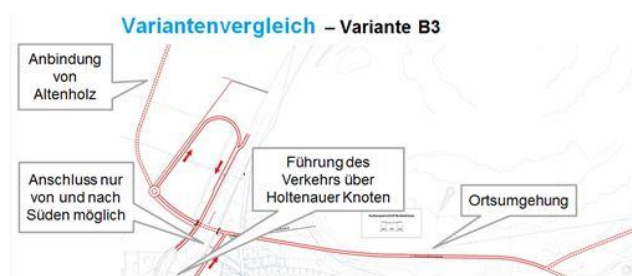 Variantenvergleich – Variante B3
Anbindung
von
Altenholz
Anschluss nur
von und nach
Süden möglich
Führung des
Verkehrs über
Holtenauer Knoten
Ortsumgehung